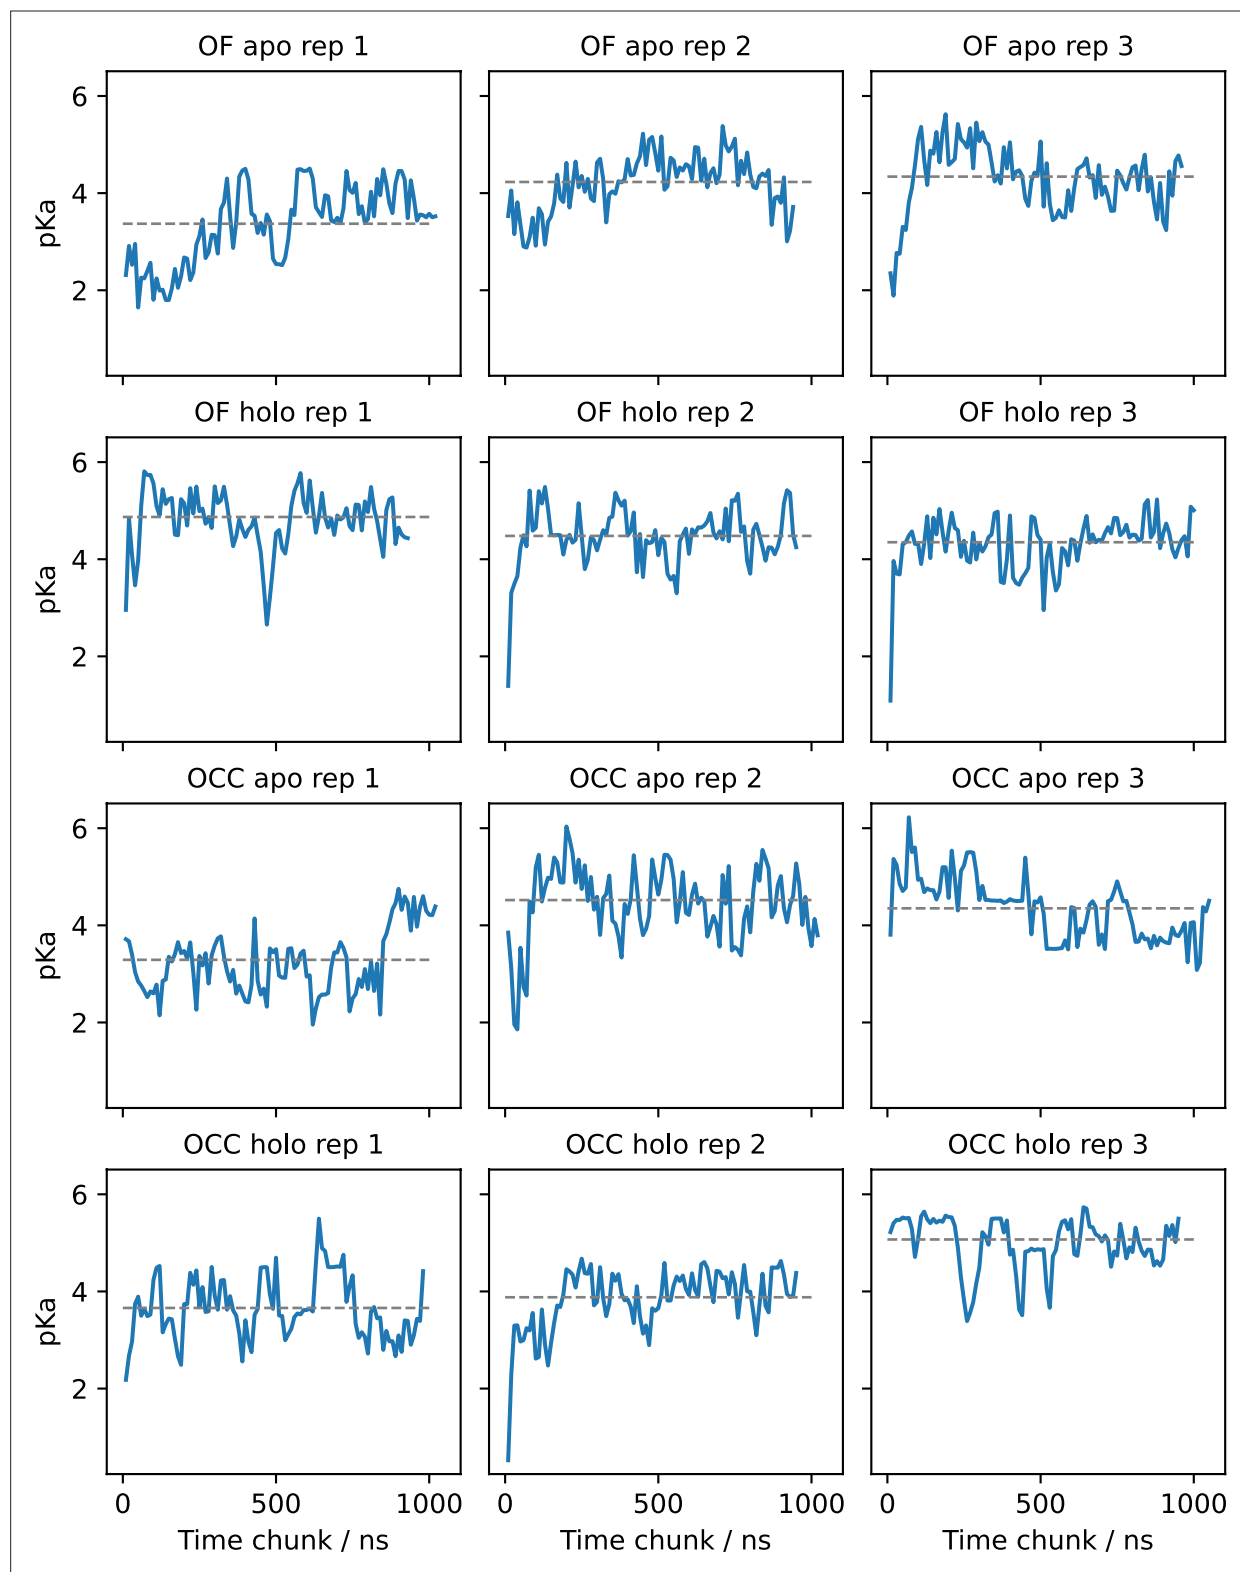 OF apo rep 1
OF apo rep 2
OF apo rep 3
6
4
2
pKa
OF holo rep 1
OF holo rep 2
OF holo rep 3
6
4
2
pKa
OCC apo rep 1
OCC apo rep 2
OCC apo rep 3
6
4
2
pKa
OCC holo rep 1
OCC holo rep 2
OCC holo rep 3
6
4
2
pKa
0 500 1000
0 500 1000
0 500 1000
Time chunk / ns
Time chunk / ns
Time chunk / ns